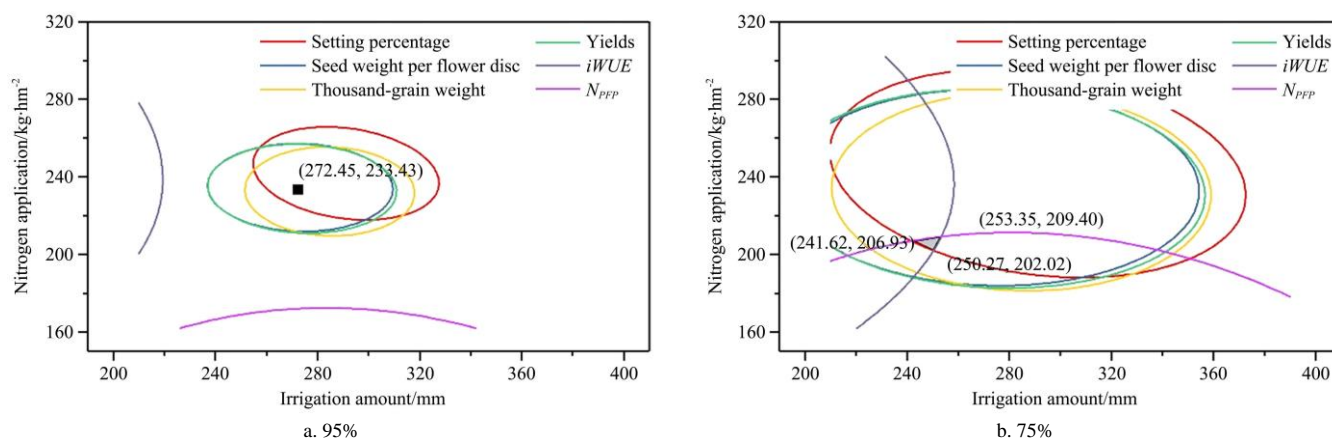 320
280
240
200
160
Nitrogen application/kg·hm⁻²
Setting percentage
Seed weight per flower disc
Thousand-grain weight
Yields
iWUE
N_PFP
(272.45, 233.43)
200 240 280 320 360 400
Irrigation amount/mm
a. 95%
320
280
240
200
160
Nitrogen application/kg·hm⁻²
Setting percentage
Seed weight per flower disc
Thousand-grain weight
Yields
iWUE
N_PFP
(253.35, 209.40)
(241.62, 206.93)
(250.27, 202.02)
200 240 280 320 360 400
Irrigation amount/mm
b. 75%